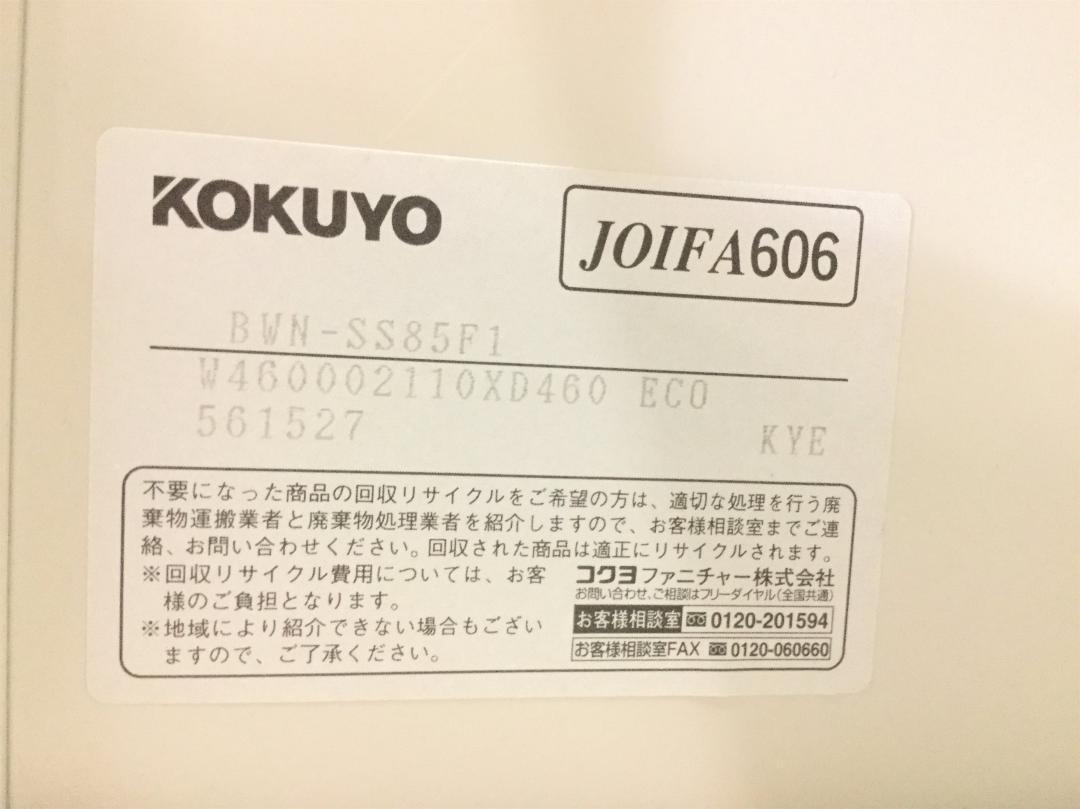 KOKUYO
JOIFA606
BWN-SS85F1
W460002110XD460 ECO
561527
KYE
不要になった商品の回収リサイクルをご希望の方は、適切な処理を行う廃
棄物運搬業者と廃棄物処理業者を紹介しますので、お客様相談室までご連
絡、お問い合わせください。回収された商品は適正にリサイクルされます。
※回収リサイクル費用については、お客
様のご負担となります。
※地域により紹介できない場合もござい
ますので、ご了承ください。
コクヨファニチャー株式会社
お問い合わせ、ご相談はフリーダイヤル(全国共通)
お客様相談室 0120-201594
お客様相談室FAX 0120-060660